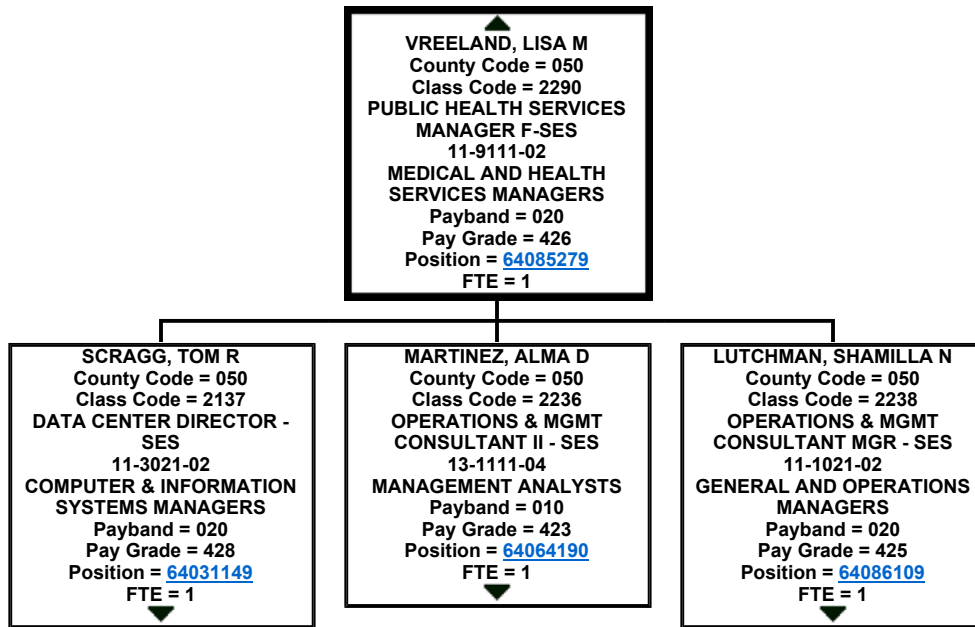 VREELAND, LISA M
County Code = 050
Class Code = 2290
PUBLIC HEALTH SERVICES
MANAGER F-SES
11-9111-02
MEDICAL AND HEALTH
SERVICES MANAGERS
Payband = 020
Pay Grade = 426
Position = 64085279
FTE = 1
SCRAGG, TOM R
County Code = 050
Class Code = 2137
DATA CENTER DIRECTOR -
SES
11-3021-02
COMPUTER & INFORMATION
SYSTEMS MANAGERS
Payband = 020
Pay Grade = 428
Position = 64031149
FTE = 1
MARTINEZ, ALMA D
County Code = 050
Class Code = 2236
OPERATIONS & MGMT
CONSULTANT II - SES
13-1111-04
MANAGEMENT ANALYSTS
Payband = 010
Pay Grade = 423
Position = 64064190
FTE = 1
LUTCHMAN, SHAMILLA N
County Code = 050
Class Code = 2238
OPERATIONS & MGMT
CONSULTANT MGR - SES
11-1021-02
GENERAL AND OPERATIONS
MANAGERS
Payband = 020
Pay Grade = 425
Position = 64086109
FTE = 1